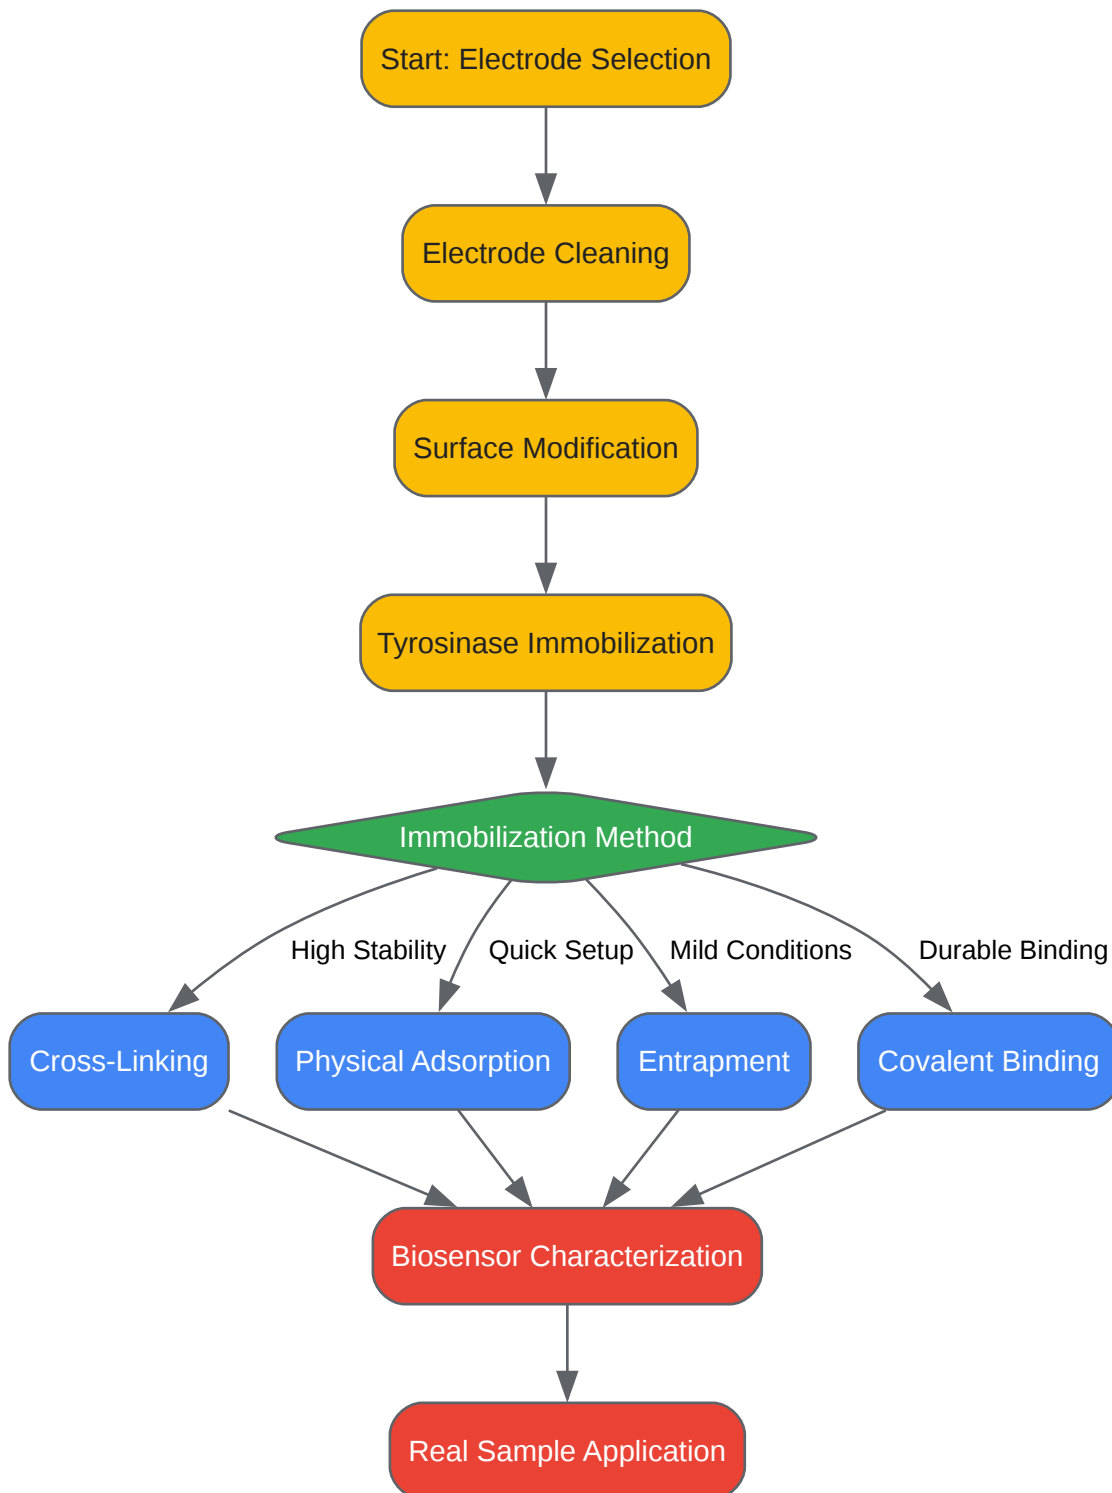 Start: Electrode Selection
Electrode Cleaning
Surface Modification
Tyrosinase Immobilization
Immobilization Method
High Stability
Quick Setup
Mild Conditions
Durable Binding
Cross-Linking
Physical Adsorption
Entrapment
Covalent Binding
Biosensor Characterization
Real Sample Application